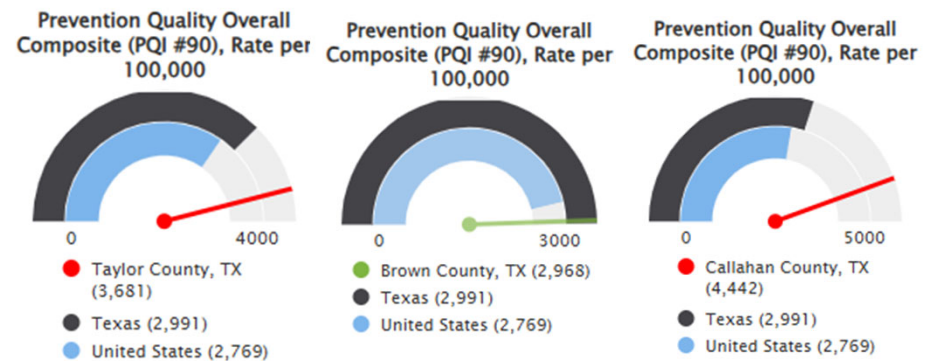 Prevention Quality Overall
Composite (PQI #90), Rate per
100,000
0
4000
Taylor County, TX
(3,681)
Texas (2,991)
United States (2,769)
Prevention Quality Overall
Composite (PQI #90), Rate per
100,000
0
3000
Brown County, TX (2,968)
Texas (2,991)
United States (2,769)
Prevention Quality Overall
Composite (PQI #90), Rate per
100,000
0
5000
Callahan County, TX
(4,442)
Texas (2,991)
United States (2,769)